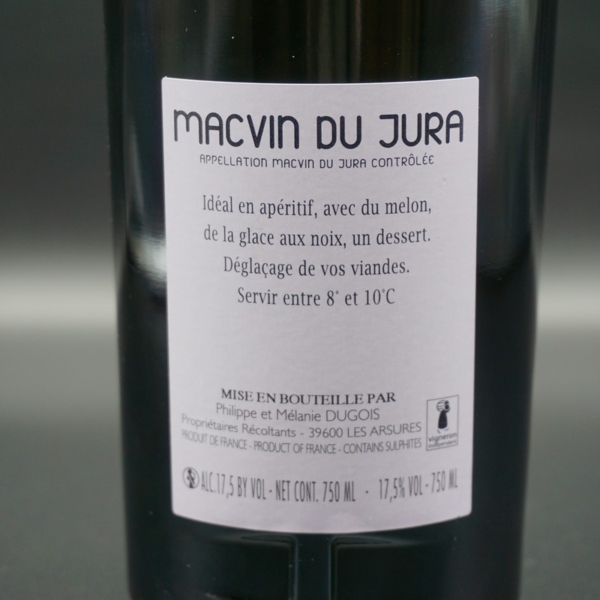 MACVIN DU JURA
APPELLATION MACVIN DU JURA CONTRÔLÉE
Idéal en apéritif, avec du melon,
de la glace aux noix, un dessert.
Déglaçage de vos viandes.
Servir entre 8° et 10°C
MISE EN BOUTEILLE PAR
Philippe et Mélanie DUGOIS
Propriétaires Récoltants - 39600 LES ARSURES
PRODUIT DE FRANCE - PRODUCT OF FRANCE - CONTAINS SULPHITES
vigneron
ALC.17,5 BY VOL - NET CONT. 750 ML - 17,5% VOL - 750 ML